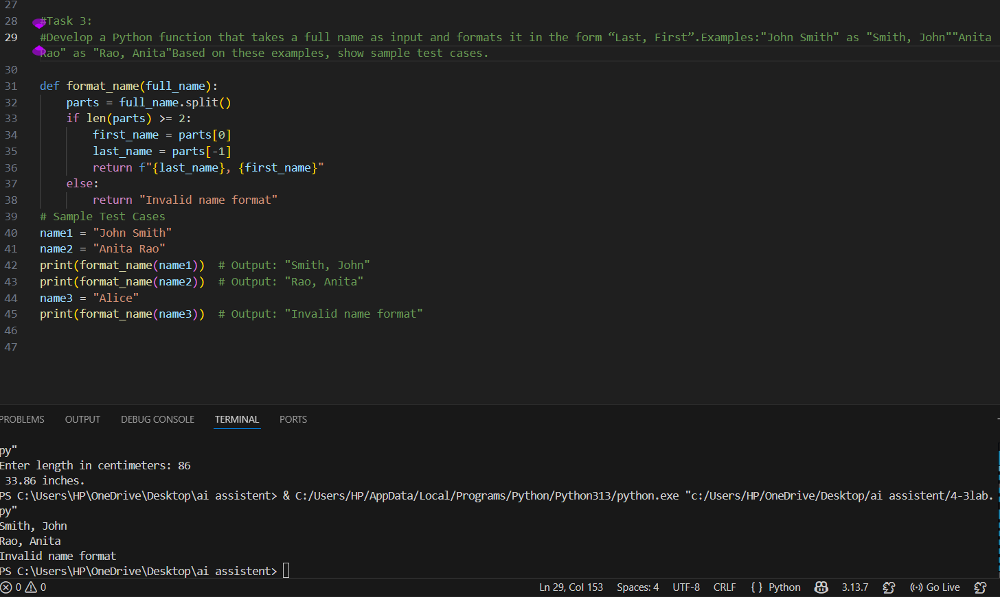 27
28 #Task 3:
29 #Develop a Python function that takes a full name as input and formats it in the form “Last, First”.Examples:"John Smith" as "Smith, John""Anita
Rao" as "Rao, Anita"Based on these examples, show sample test cases.
30
31 def format_name(full_name):
32     parts = full_name.split()
33     if len(parts) >= 2:
34         first_name = parts[0]
35         last_name = parts[-1]
36         return f"{last_name}, {first_name}"
37     else:
38         return "Invalid name format"
39 # Sample Test Cases
40 name1 = "John Smith"
41 name2 = "Anita Rao"
42 print(format_name(name1))  # Output: "Smith, John"
43 print(format_name(name2))  # Output: "Rao, Anita"
44 name3 = "Alice"
45 print(format_name(name3))  # Output: "Invalid name format"
46
47
PROBLEMS OUTPUT DEBUG CONSOLE TERMINAL PORTS
py"
Enter length in centimeters: 86
 33.86 inches.
PS C:\Users\HP\OneDrive\Desktop\ai assistent> & C:/Users/HP/AppData/Local/Programs/Python/Python313/python.exe "c:/Users/HP/OneDrive/Desktop/ai assistent/4-3lab.
py"
Smith, John
Rao, Anita
Invalid name format
PS C:\Users\HP\OneDrive\Desktop\ai assistent>
0 0 Ln 29, Col 153 Spaces: 4 UTF-8 CRLF { } Python 3.13.7 Go Live